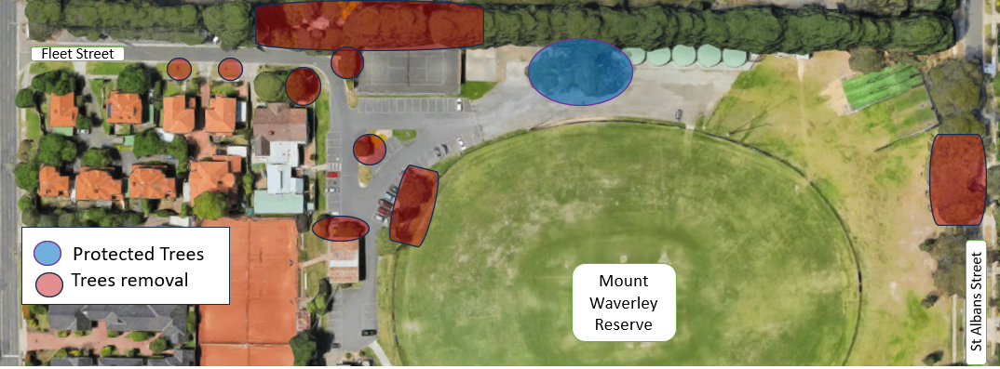 Fleet Street
Protected Trees
Trees removal
Mount
Waverley
Reserve
St Albans Street